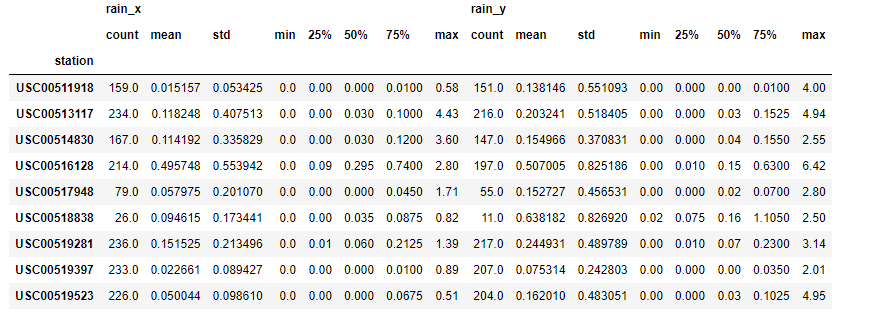 rain_x rain_y
count mean std min 25% 50% 75% max count mean std min 25% 50% 75% max
station
USC00511918 159.0 0.015157 0.053425 0.0 0.00 0.000 0.0100 0.58 151.0 0.138146 0.551093 0.00 0.000 0.00 0.0100 4.00
USC00513117 234.0 0.118248 0.407513 0.0 0.00 0.030 0.1000 4.43 216.0 0.203241 0.518405 0.00 0.000 0.03 0.1525 4.94
USC00514830 167.0 0.114192 0.335829 0.0 0.00 0.030 0.1200 3.60 147.0 0.154966 0.370831 0.00 0.000 0.04 0.1550 2.55
USC00516128 214.0 0.495748 0.553942 0.0 0.09 0.295 0.7400 2.80 197.0 0.507005 0.825186 0.00 0.010 0.15 0.6300 6.42
USC00517948 79.0 0.057975 0.201070 0.0 0.00 0.000 0.0450 1.71 55.0 0.152727 0.456531 0.00 0.000 0.02 0.0700 2.80
USC00518838 26.0 0.094615 0.173441 0.0 0.00 0.035 0.0875 0.82 11.0 0.638182 0.826920 0.02 0.075 0.16 1.1050 2.50
USC00519281 236.0 0.151525 0.213496 0.0 0.01 0.060 0.2125 1.39 217.0 0.244931 0.489789 0.00 0.010 0.07 0.2300 3.14
USC00519397 233.0 0.022661 0.089427 0.0 0.00 0.000 0.0100 0.89 207.0 0.075314 0.242803 0.00 0.000 0.00 0.0350 2.01
USC00519523 226.0 0.050044 0.098610 0.0 0.00 0.000 0.0675 0.51 204.0 0.162010 0.483051 0.00 0.000 0.03 0.1025 4.95